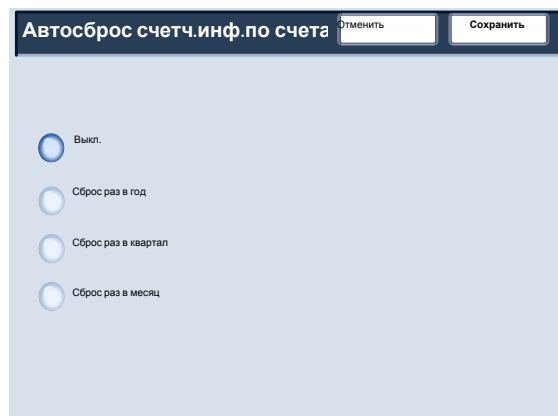 Автосброс счетч.инф.по счета
Отменить
Сохранить
Выкл.
Сброс раз в год
Сброс раз в квартал
Сброс раз в месяц